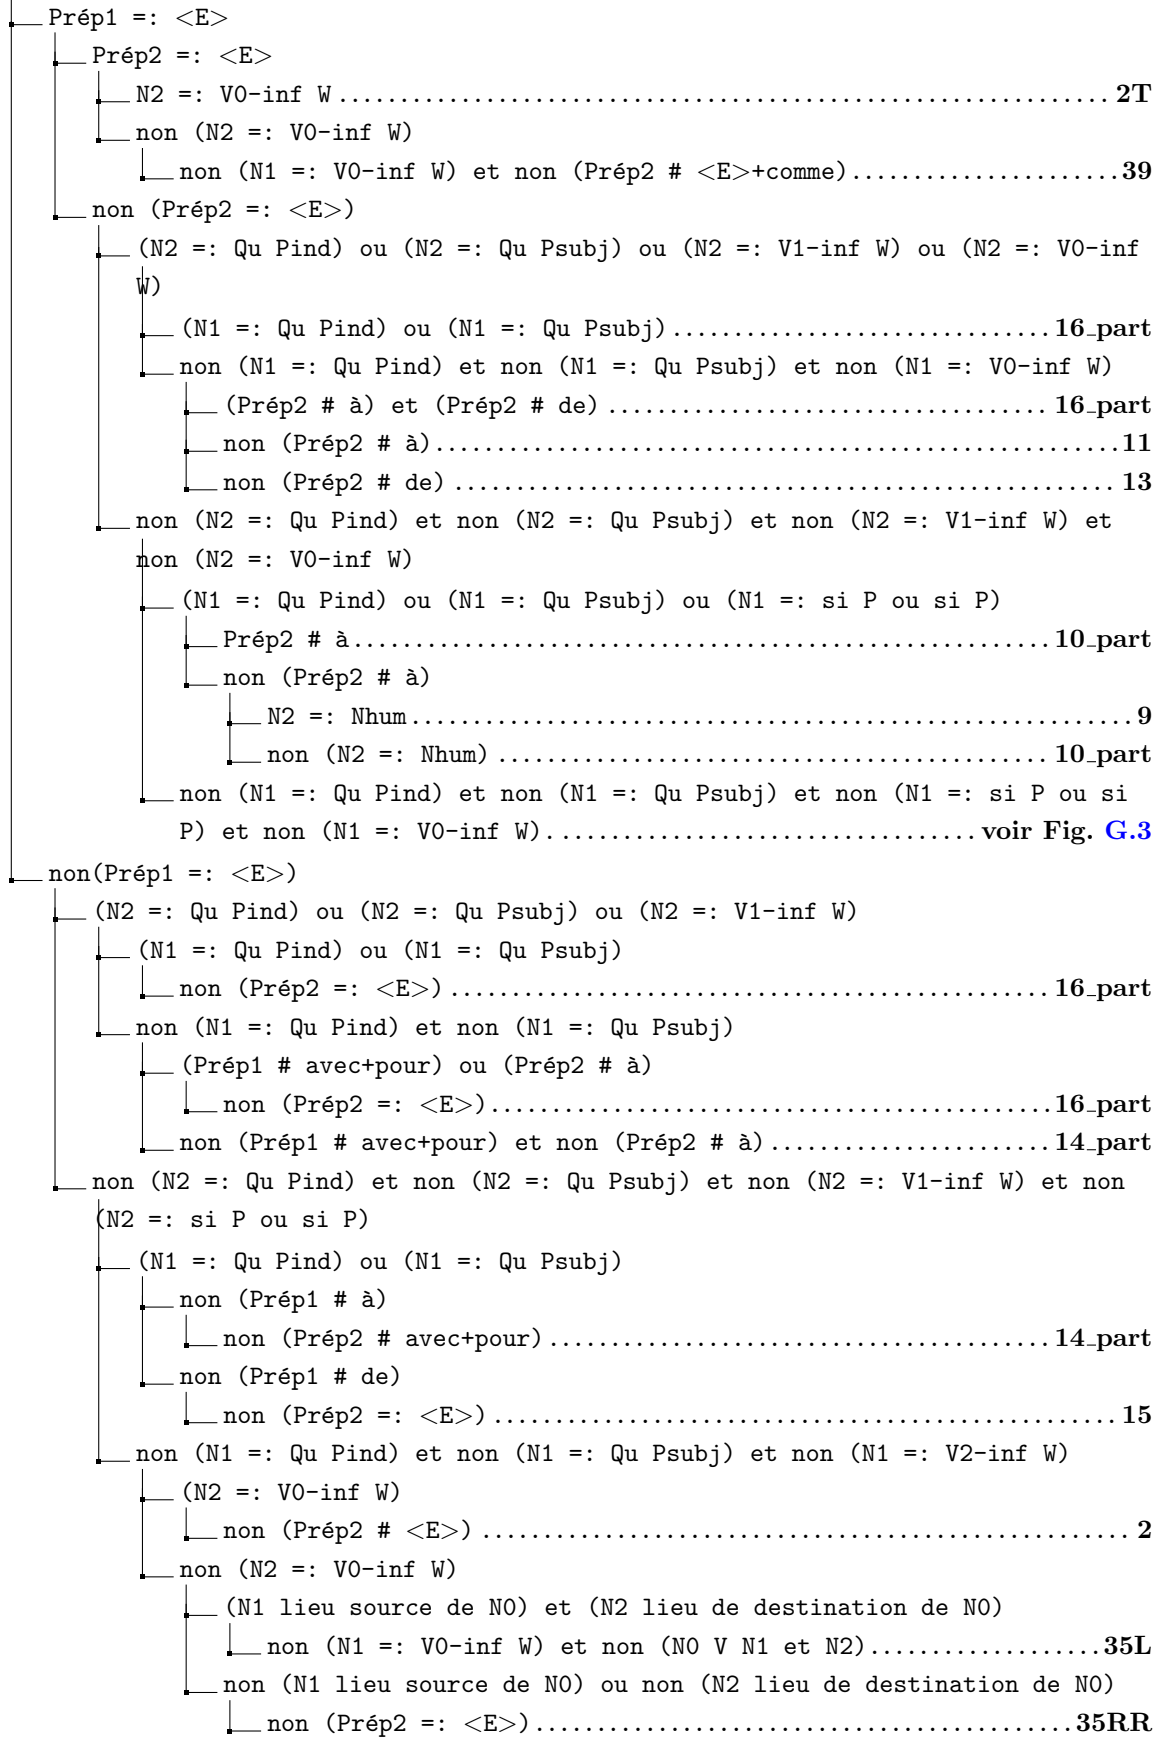 Prép1 =: <E>
Prép2 =: <E>
N2 =: V0-inf W ........ 2T
non (N2 =: V0-inf W)
non (N1 =: V0-inf W) et non (Prép2 # <E>+comme) ........ 39
non (Prép2 =: <E>)
(N2 =: Qu Pind) ou (N2 =: Qu Psubj) ou (N2 =: V1-inf W) ou (N2 =: V0-inf
W)
(N1 =: Qu Pind) ou (N1 =: Qu Psubj) ........ 16_part
non (N1 =: Qu Pind) et non (N1 =: Qu Psubj) et non (N1 =: V0-inf W)
(Prép2 # à) et (Prép2 # de) ........ 16_part
non (Prép2 # à) ........ 11
non (Prép2 # de) ........ 13
non (N2 =: Qu Pind) et non (N2 =: Qu Psubj) et non (N2 =: V1-inf W) et
non (N2 =: V0-inf W)
(N1 =: Qu Pind) ou (N1 =: Qu Psubj) ou (N1 =: si P ou si P)
Prép2 # à ........ 10_part
non (Prép2 # à)
N2 =: Nhum ........ 9
non (N2 =: Nhum) ........ 10_part
non (N1 =: Qu Pind) et non (N1 =: Qu Psubj) et non (N1 =: si P ou si
P) et non (N1 =: V0-inf W) ........ voir Fig. G.3
non(Prép1 =: <E>)
(N2 =: Qu Pind) ou (N2 =: Qu Psubj) ou (N2 =: V1-inf W)
(N1 =: Qu Pind) ou (N1 =: Qu Psubj)
non (Prép2 =: <E>) ........ 16_part
non (N1 =: Qu Pind) et non (N1 =: Qu Psubj)
(Prép1 # avec+pour) ou (Prép2 # à)
non (Prép2 =: <E>) ........ 16_part
non (Prép1 # avec+pour) et non (Prép2 # à) ........ 14_part
non (N2 =: Qu Pind) et non (N2 =: Qu Psubj) et non (N2 =: V1-inf W) et non
(N2 =: si P ou si P)
(N1 =: Qu Pind) ou (N1 =: Qu Psubj)
non (Prép1 # à)
non (Prép2 # avec+pour) ........ 14_part
non (Prép1 # de)
non (Prép2 =: <E>) ........ 15
non (N1 =: Qu Pind) et non (N1 =: Qu Psubj) et non (N1 =: V2-inf W)
(N2 =: V0-inf W)
non (Prép2 # <E>) ........ 2
non (N2 =: V0-inf W)
(N1 lieu source de N0) et (N2 lieu de destination de N0)
non (N1 =: V0-inf W) et non (N0 V N1 et N2) ........ 35L
non (N1 lieu source de N0) ou non (N2 lieu de destination de N0)
non (Prép2 =: <E>) ........ 35RR